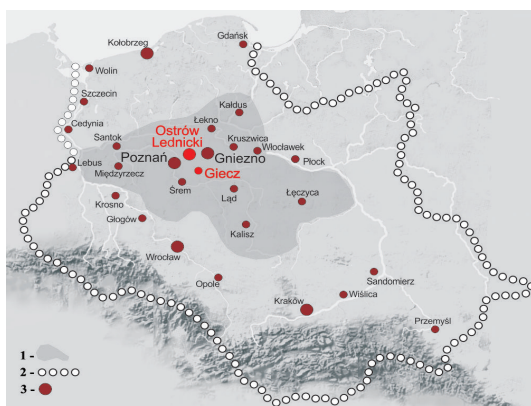 Gdańsk
Kołobrzeg
Wolin
Szczecin
Kałdus
Cedynia
Łekno
Santok
Ostrów
Lednicki
Kruszwica
Włocławek
Poznań
Gniezno
Płock
Lebus
Międzyrzecz
Giecz
Śrem
Ląd
Łęczyca
Krosno
Głogów
Kalisz
Wrocław
Opole
Sandomierz
Kraków
Wiślica
Przemyśl
1 -
2 -
3 -